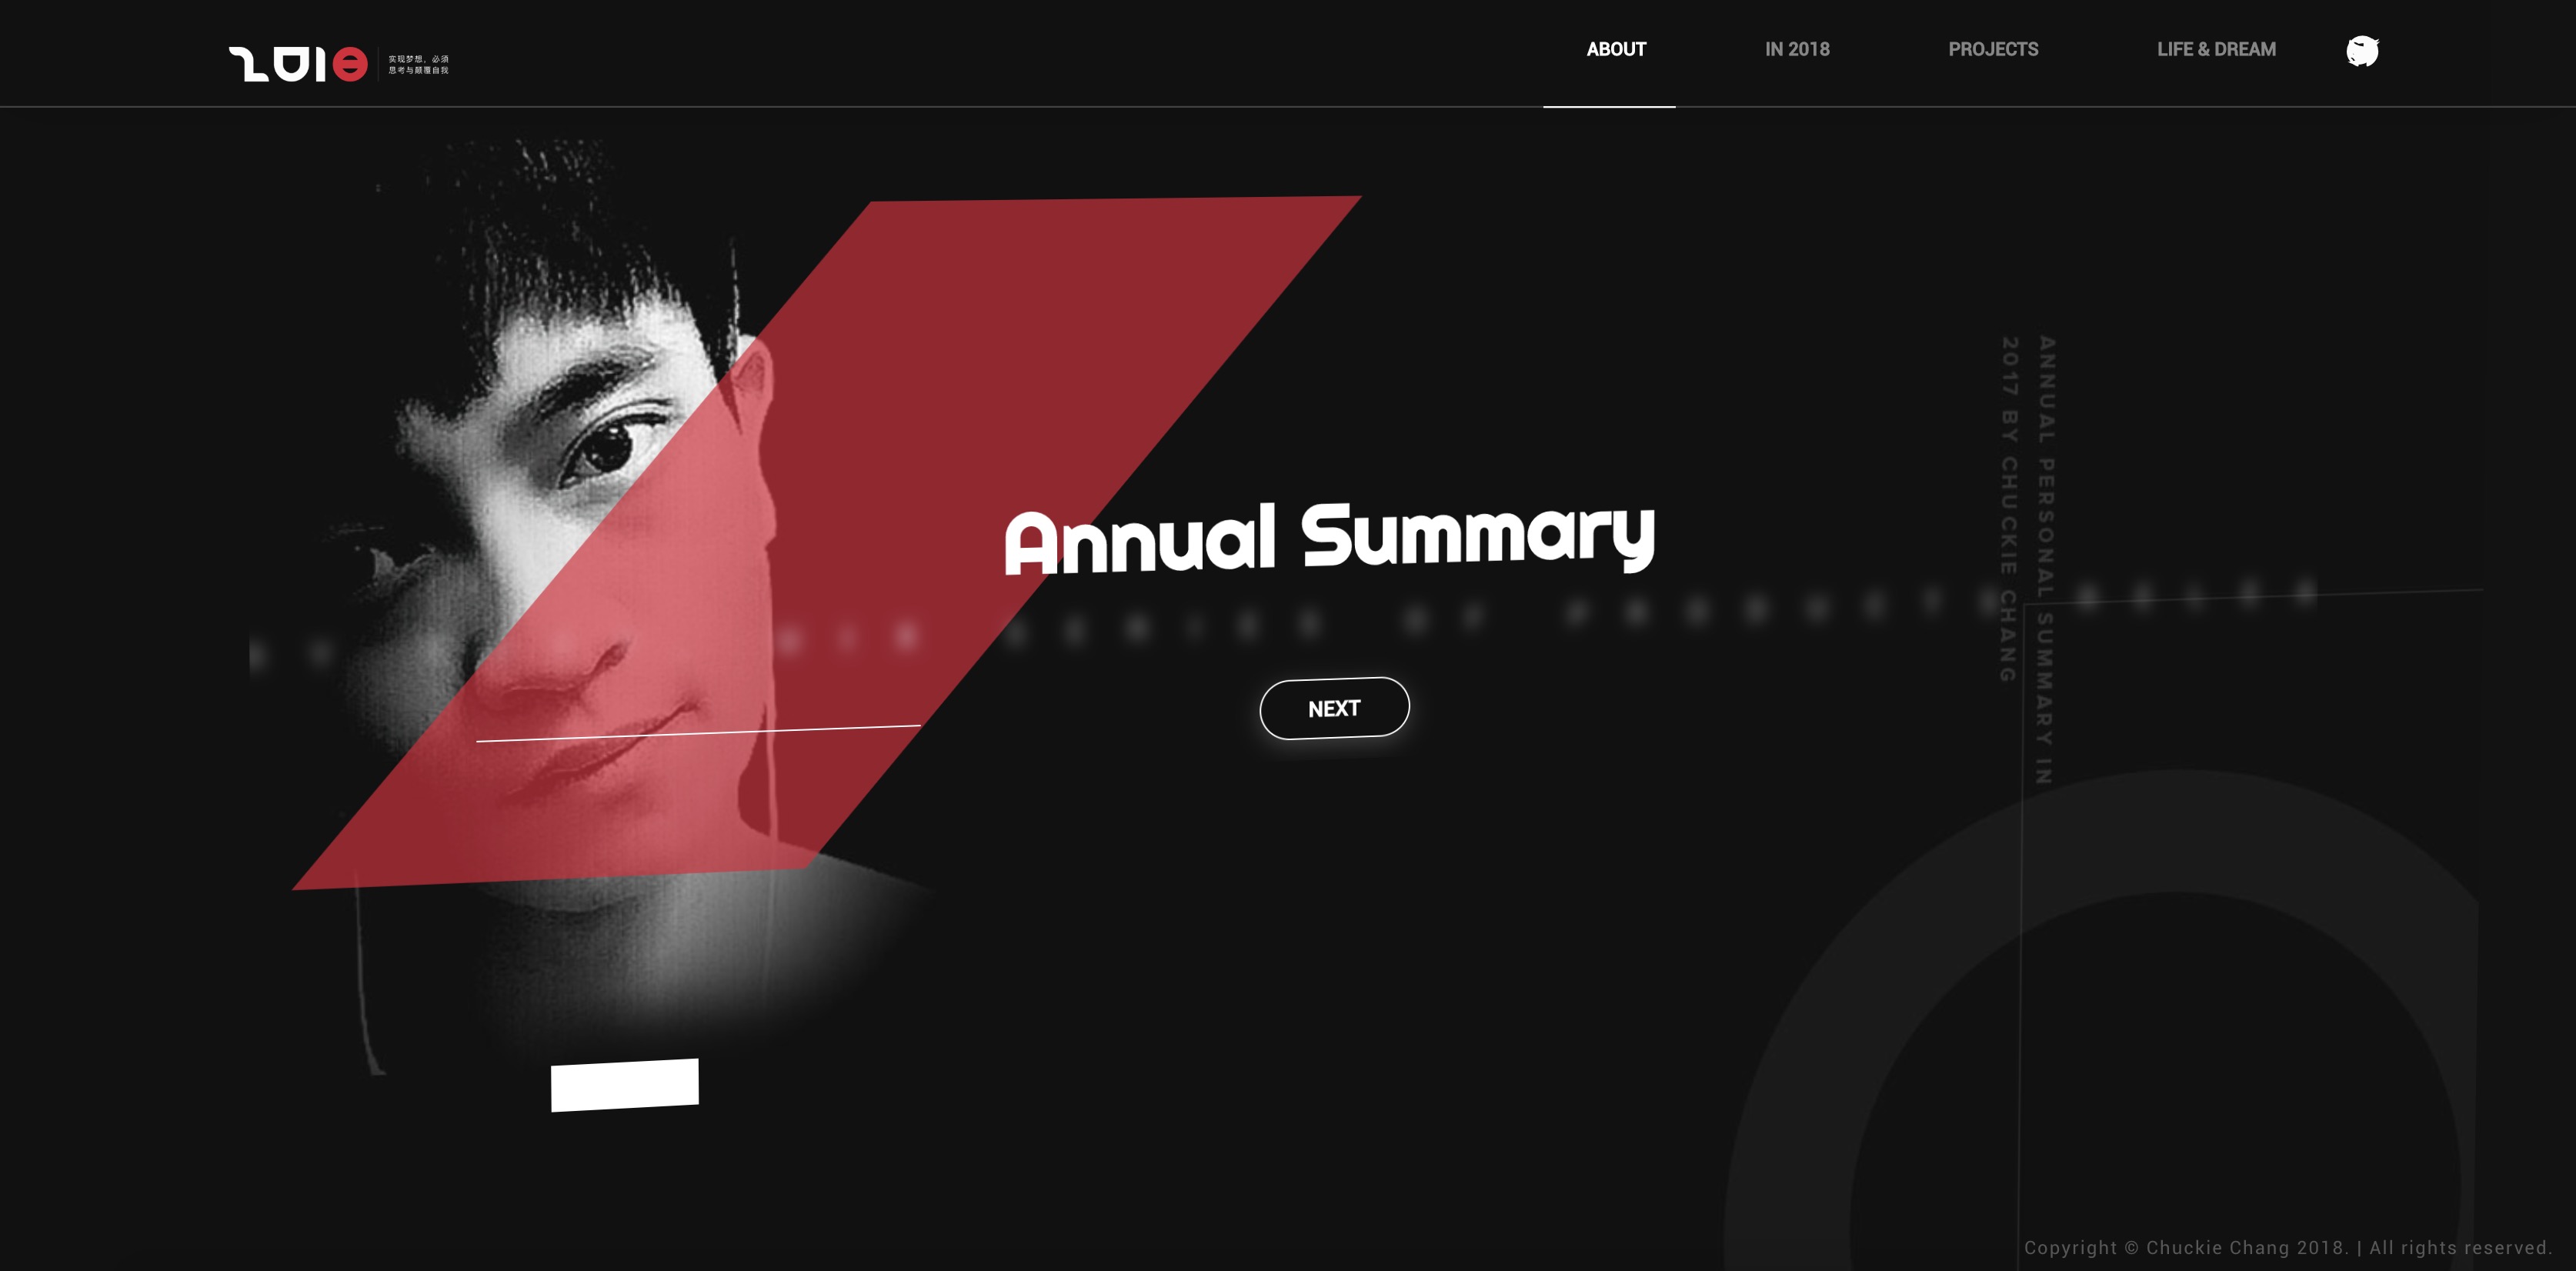 2018
实现梦想，必须
思考与颠覆自我
ABOUT
IN 2018
PROJECTS
LIFE & DREAM
Annual Summary
NEXT
ANNUAL PERSONAL SUMMARY IN
2017 BY CHUCKIE CHANG
Copyright © Chuckie Chang 2018. | All rights reserved.